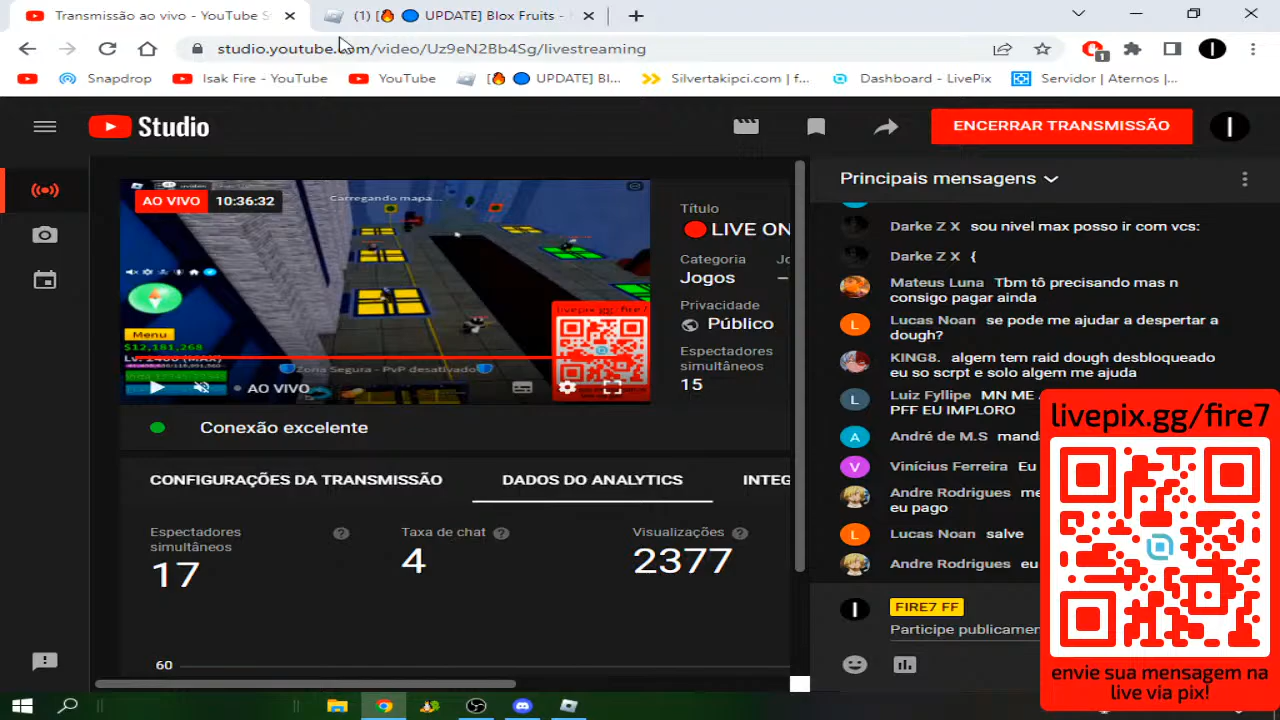 Transmissão ao vivo - YouTube S
(1) [🔥 🔵 UPDATE] Blox Fruits -
studio.youtube.com/video/Uz9eN2Bb4Sg/livestreaming
1
Snapdrop
Isak Fire - YouTube
YouTube
[🔥 🔵 UPDATE] Bl...
Silvertakipci.com | f...
Dashboard - LivePix
Servidor | Aternos |...
Studio
ENCERRAR TRANSMISSÃO
AO VIVO 10:36:32
Carregando mapa...
Menu
$12,181,268
livepix.gg/fire7
Zona Segura - PvP desativado
AO VIVO
Título
LIVE ON
Categoria
Jogos
Privacidade
Público
Espectadores
simultâneos
15
Conexão excelente
CONFIGURAÇÕES DA TRANSMISSÃO
DADOS DO ANALYTICS
INTEG
Espectadores
simultâneos
17
Taxa de chat
4
Visualizações
2377
60
Principais mensagens
Darke Z X sou nivel max posso ir com vcs:
Darke Z X {
Mateus Luna Tbm tô precisando mas n
consigo pagar ainda
Lucas Noan se pode me ajudar a despertar a
dough?
KING8. algem tem raid dough desbloqueado
eu so scrpt e solo algem me ajuda
Luiz Fyllipe MN ME
PFF EU IMPLORO
André de M.S mand
Vinícius Ferreira Eu
Andre Rodrigues me
eu pago
Lucas Noan salve
Andre Rodrigues eu
FIRE7 FF
Participe publicamen
livepix.gg/fire7
envie sua mensagem na
live via pix!